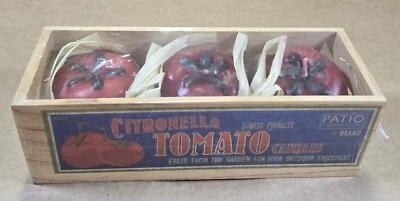 CITRONELLA
FINEST QUALITY
PATIO
BRAND
TOMATO
CANDLES
FRESH FROM THE GARDEN FOR YOUR OUTDOOR ENJOYMENT